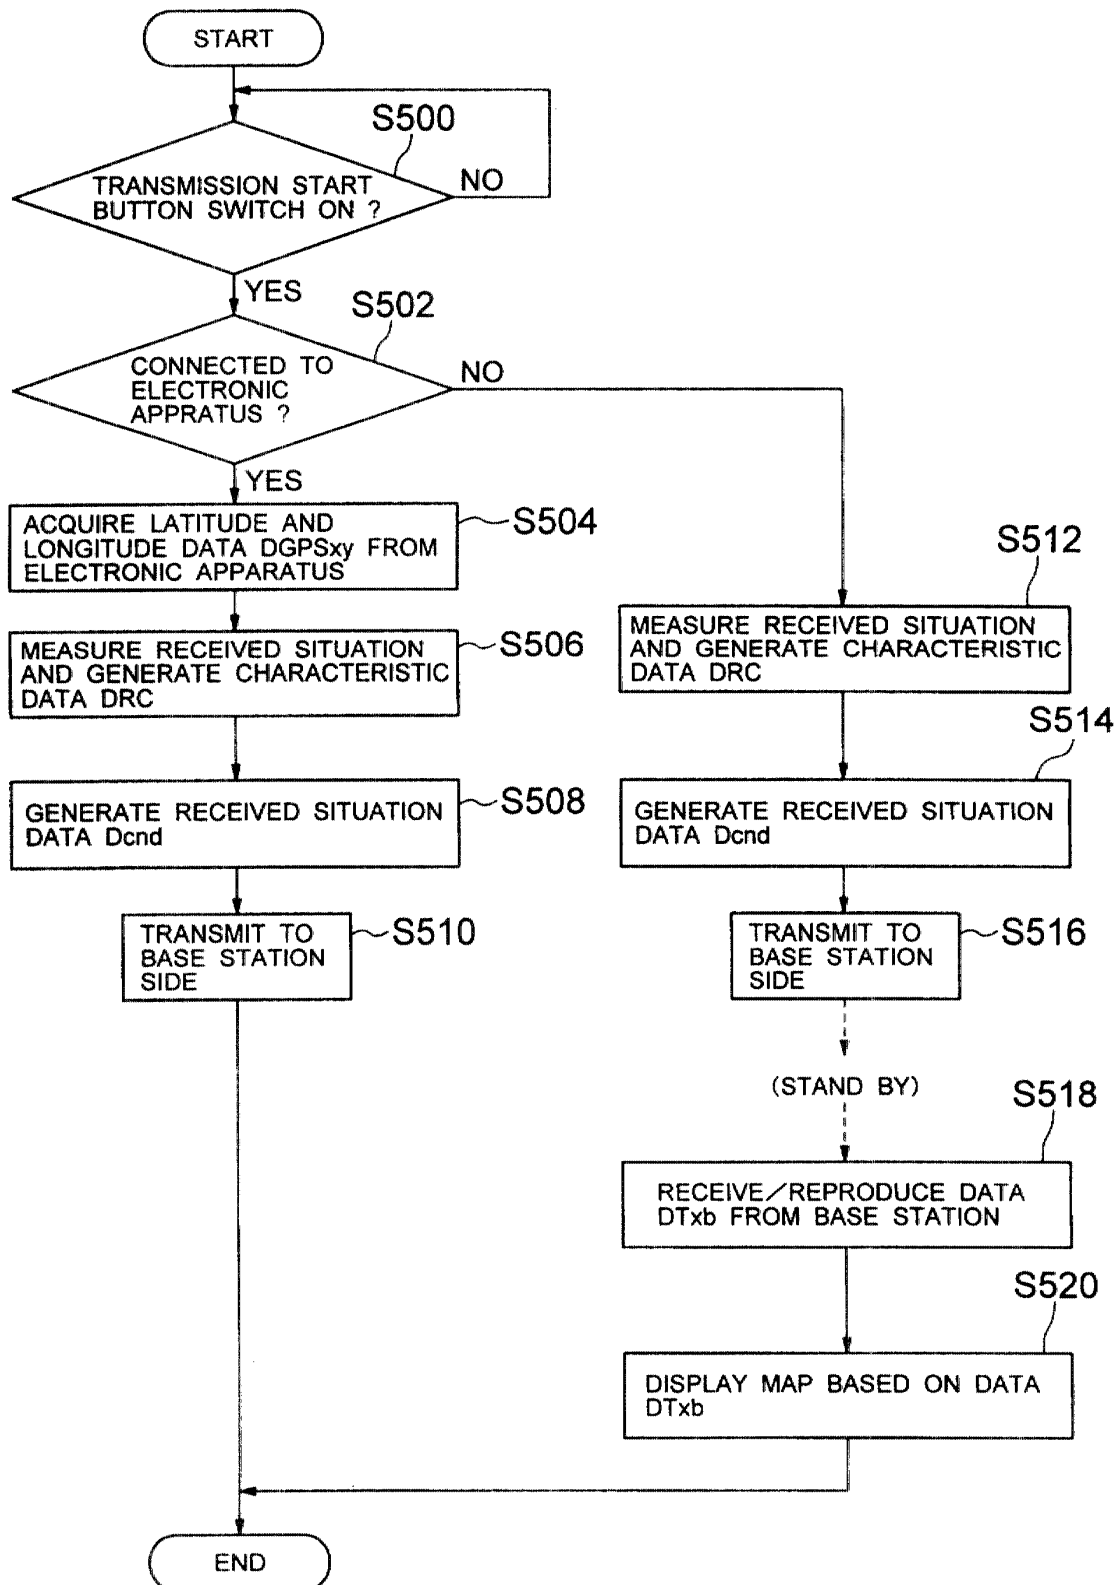 START
S500
TRANSMISSION START
BUTTON SWITCH ON ?
NO
YES
S502
CONNECTED TO
ELECTRONIC
APPRATUS ?
NO
YES
ACQUIRE LATITUDE AND
LONGITUDE DATA DGPSxy FROM
ELECTRONIC APPARATUS
S504
MEASURE RECEIVED SITUATION
AND GENERATE CHARACTERISTIC
DATA DRC
S506
GENERATE RECEIVED SITUATION
DATA Dcnd
S508
TRANSMIT TO
BASE STATION
SIDE
S510
S512
MEASURE RECEIVED SITUATION
AND GENERATE CHARACTERISTIC
DATA DRC
S514
GENERATE RECEIVED SITUATION
DATA Dcnd
TRANSMIT TO
BASE STATION
SIDE
S516
(STAND BY)
S518
RECEIVE/REPRODUCE DATA
DTxb FROM BASE STATION
S520
DISPLAY MAP BASED ON DATA
DTxb
END